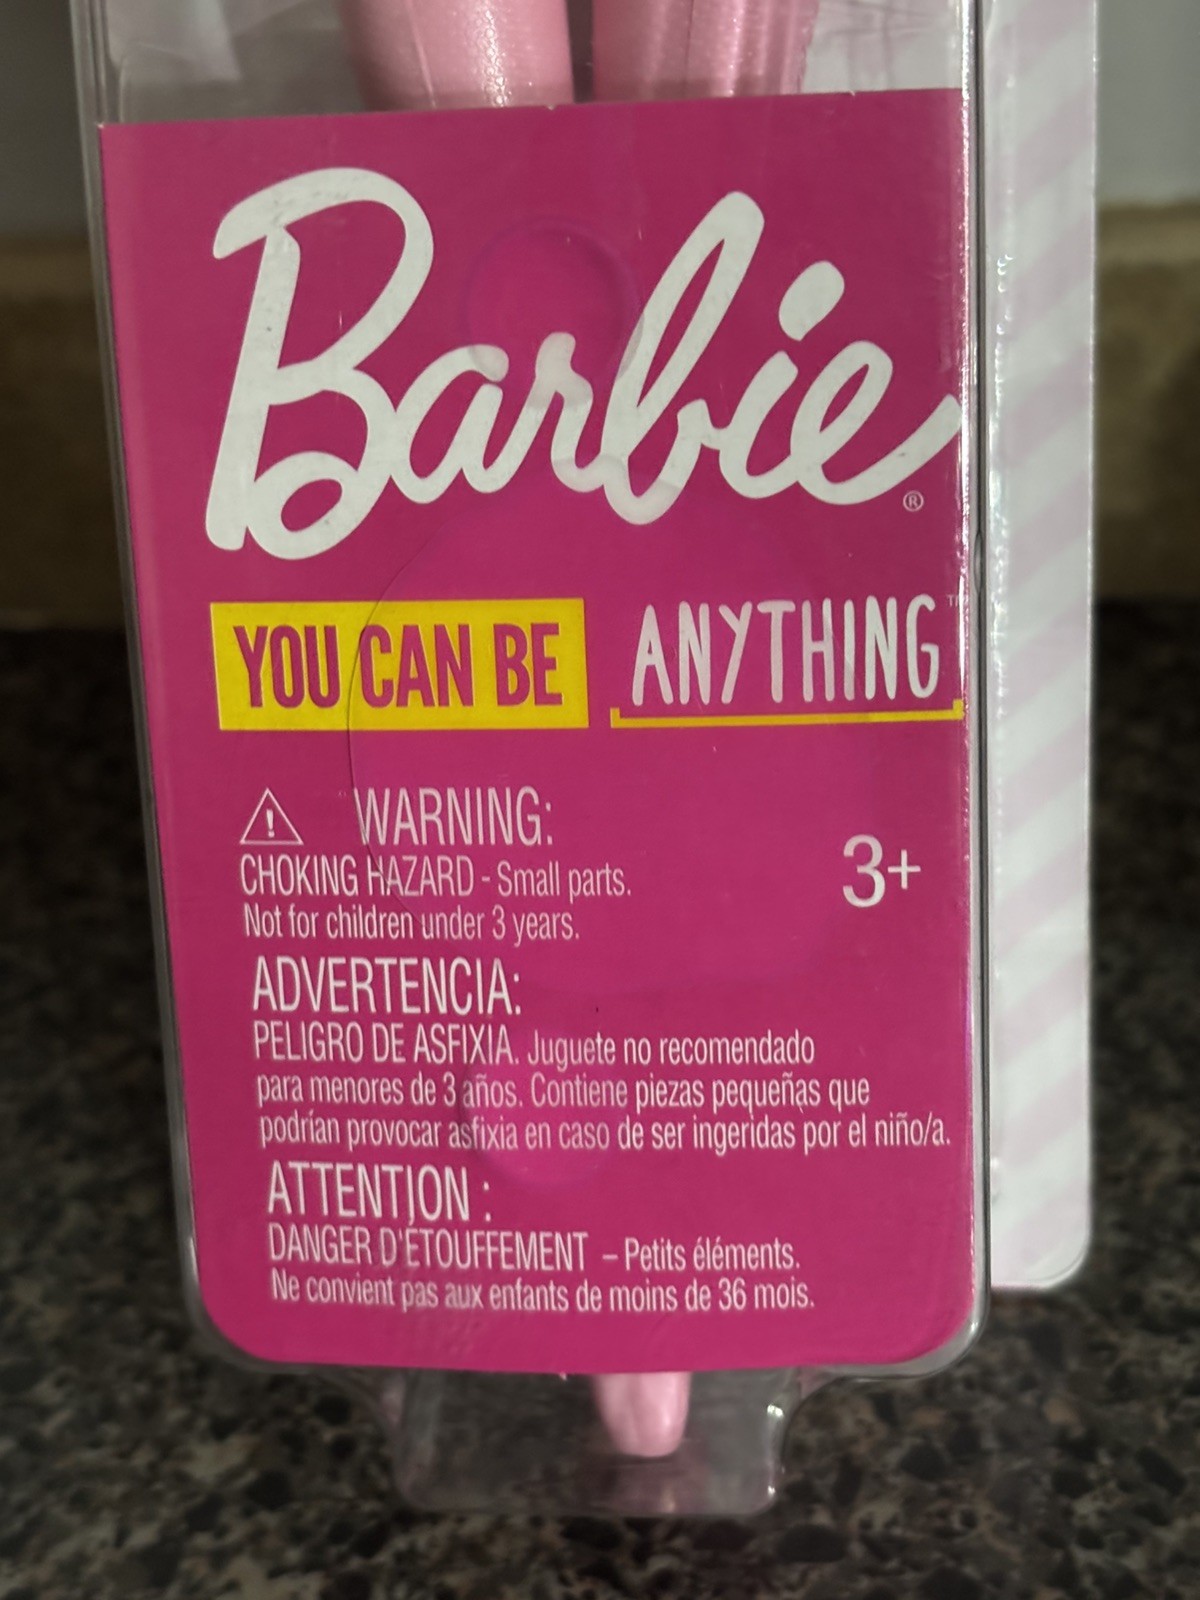 Barbie®
YOU CAN BE ANYTHING™
WARNING:
CHOKING HAZARD - Small parts.
Not for children under 3 years.
3+
ADVERTENCIA:
PELIGRO DE ASFIXIA. Juguete no recomendado
para menores de 3 años. Contiene piezas pequeñas que
podrían provocar asfixia en caso de ser ingeridas por el niño/a.
ATTENTION :
DANGER D'ÉTOUFFEMENT – Petits éléments.
Ne convient pas aux enfants de moins de 36 mois.